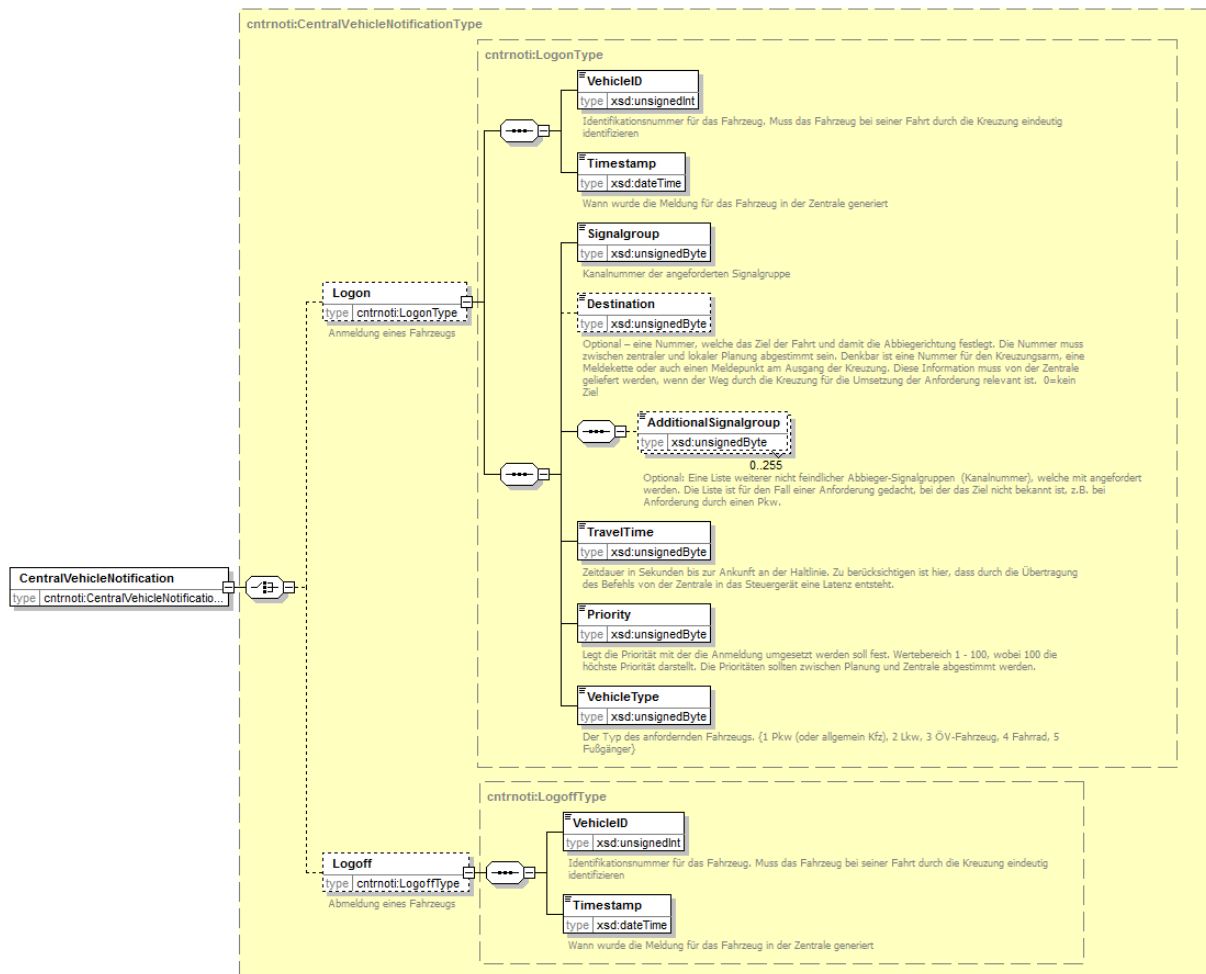 cntrnoti:CentralVehicleNotificationType
cntrnoti:LogonType
VehicleID
type xsd:unsignedInt
Identifikationsnummer für das Fahrzeug. Muss das Fahrzeug bei seiner Fahrt durch die Kreuzung eindeutig
identifizieren
Timestamp
type xsd:dateTime
Wann wurde die Meldung für das Fahrzeug in der Zentrale generiert
Signalgroup
type xsd:unsignedByte
Kanalnummer der angeforderten Signalgruppe
Logon
type cntrnoti:LogonType
Anmeldung eines Fahrzeugs
Destination
type xsd:unsignedByte
Optional – eine Nummer, welche das Ziel der Fahrt und damit die Abbiegerichtung festlegt. Die Nummer muss
zwischen zentraler und lokaler Planung abgestimmt sein. Denkbar ist eine Nummer für den Kreuzungsarm, eine
Meldekette oder auch einen Meldepunkt am Ausgang der Kreuzung. Diese Information muss von der Zentrale
geliefert werden, wenn der Weg durch die Kreuzung für die Umsetzung der Anforderung relevant ist. 0=kein
Ziel
AdditionalSignalgroup
type xsd:unsignedByte
0..255
Optional: Eine Liste weiterer nicht feindlicher Abbieger-Signalgruppen (Kanalnummer), welche mit angefordert
werden. Die Liste ist für den Fall einer Anforderung gedacht, bei der das Ziel nicht bekannt ist, z.B. bei
Anforderung durch einen Pkw.
TravelTime
type xsd:unsignedByte
Zeitdauer in Sekunden bis zur Ankunft an der Haltlinie. Zu berücksichtigen ist hier, dass durch die Übertragung
des Befehls von der Zentrale in das Steuergerät eine Latenz entsteht.
CentralVehicleNotification
type cntrnoti:CentralVehicleNotificatio...
Priority
type xsd:unsignedByte
Legt die Priorität mit der die Anmeldung umgesetzt werden soll fest. Wertebereich 1 - 100, wobei 100 die
höchste Priorität darstellt. Die Prioritäten sollten zwischen Planung und Zentrale abgestimmt werden.
VehicleType
type xsd:unsignedByte
Der Typ des anfordernden Fahrzeugs. {1 Pkw (oder allgemein Kfz), 2 Lkw, 3 ÖV-Fahrzeug, 4 Fahrrad, 5
Fußgänger}
cntrnoti:LogoffType
VehicleID
type xsd:unsignedInt
Identifikationsnummer für das Fahrzeug. Muss das Fahrzeug bei seiner Fahrt durch die Kreuzung eindeutig
identifizieren
Logoff
type cntrnoti:LogoffType
Abmeldung eines Fahrzeugs
Timestamp
type xsd:dateTime
Wann wurde die Meldung für das Fahrzeug in der Zentrale generiert